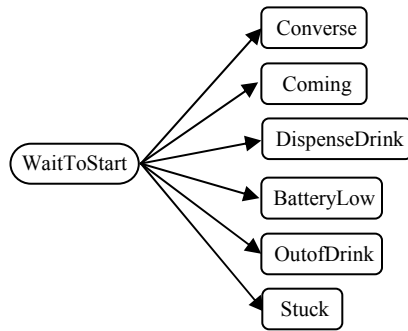 Converse
Coming
DispenseDrink
WaitToStart
BatteryLow
OutofDrink
Stuck